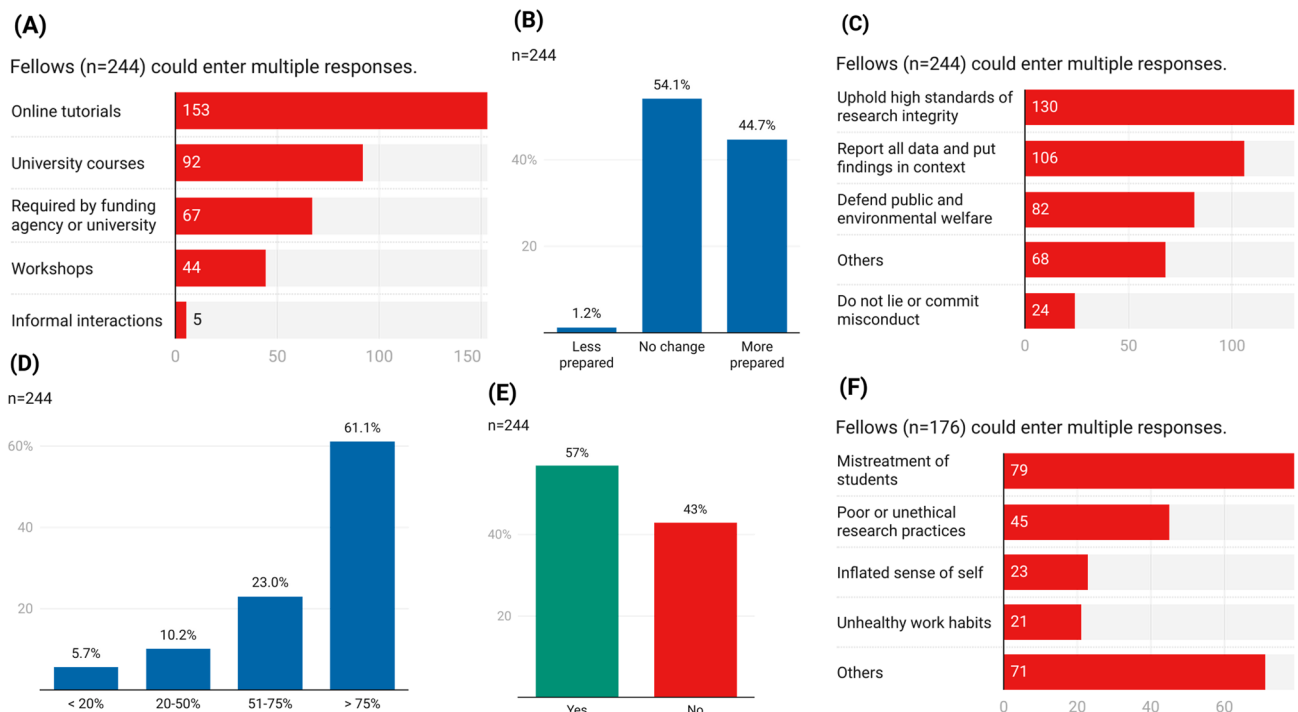 (A)
Fellows (n=244) could enter multiple responses.
Online tutorials
153
University courses
92
Required by funding
agency or university
67
Workshops
44
Informal interactions
5
0
50
100
150
(B)
n=244
40%
20
1.2%
54.1%
44.7%
Less
prepared
No change
More
prepared
(C)
Fellows (n=244) could enter multiple responses.
Uphold high standards of
research integrity
130
Report all data and put
findings in context
106
Defend public and
environmental welfare
82
Others
68
Do not lie or commit
misconduct
24
0
50
100
(D)
n=244
60%
40
20
5.7%
10.2%
23.0%
61.1%
< 20%
20-50%
51-75%
> 75%
(E)
n=244
40%
20
57%
43%
Yes
No
(F)
Fellows (n=176) could enter multiple responses.
Mistreatment of
students
79
Poor or unethical
research practices
45
Inflated sense of self
23
Unhealthy work habits
21
Others
71
0
20
40
60